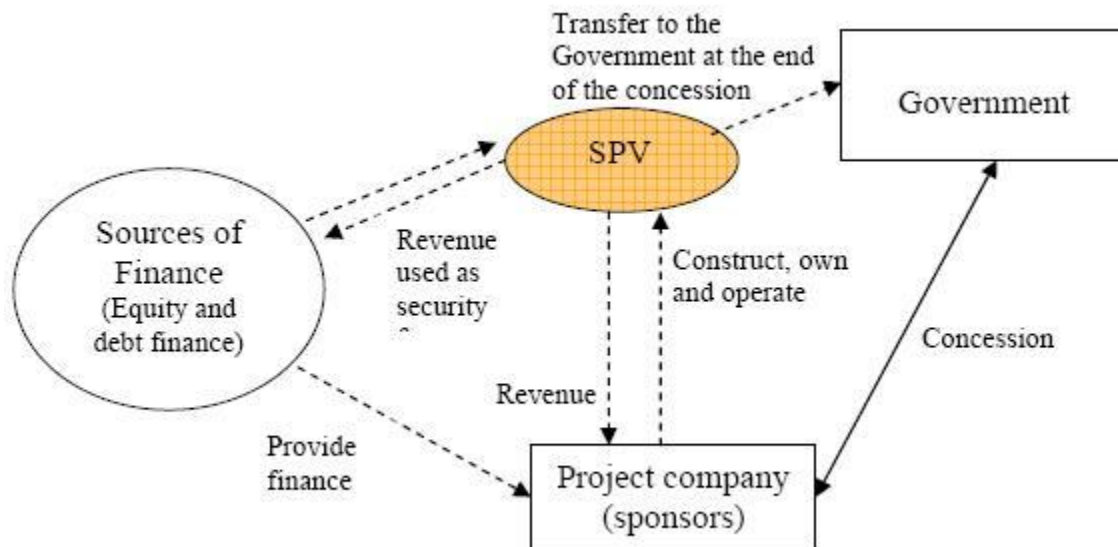 Transfer to the
Government at the end
of the concession
Government
SPV
Sources of
Finance
(Equity and
debt finance)
Revenue
used as
security
Construct, own
and operate
Concession
Revenue
Provide
finance
Project company
(sponsors)